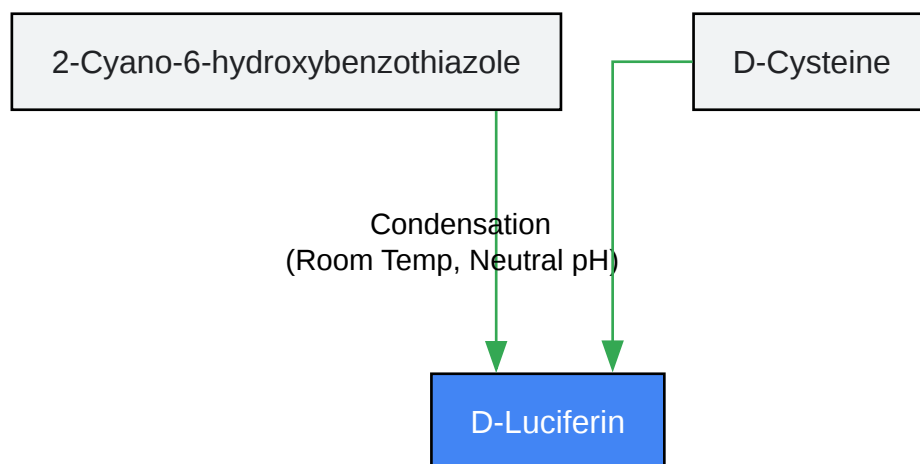 2-Cyano-6-hydroxybenzothiazole
D-Cysteine
Condensation
(Room Temp, Neutral pH)
D-Luciferin